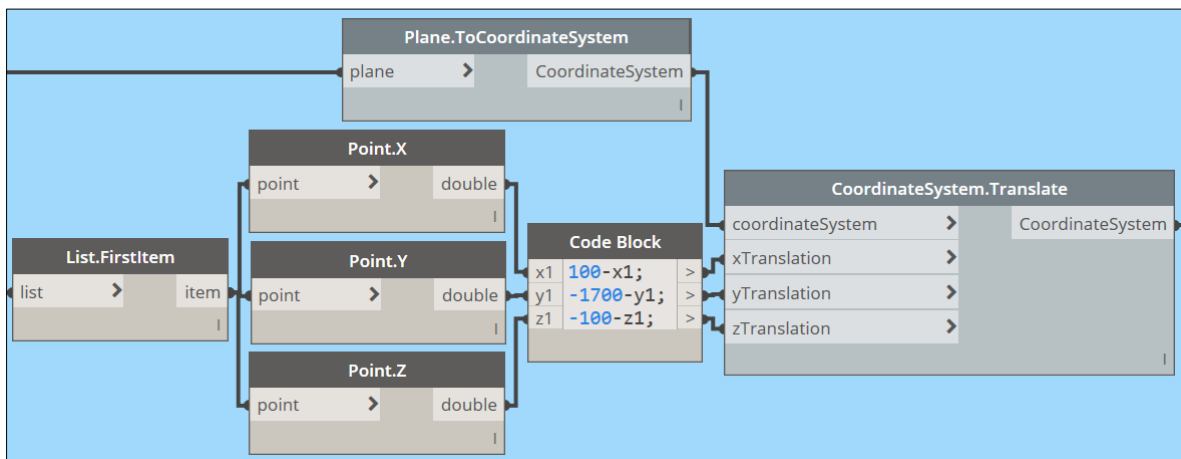 Plane.ToCoordinateSystem
plane > CoordinateSystem
l
Point.X
point > double
l
List.FirstItem
list > item
l
Point.Y
point > double
l
Point.Z
point > double
l
Code Block
x1 100-x1; >
y1 -1700-y1; >
z1 -100-z1; >
CoordinateSystem.Translate
coordinateSystem > CoordinateSystem
xTranslation >
yTranslation >
zTranslation >
l